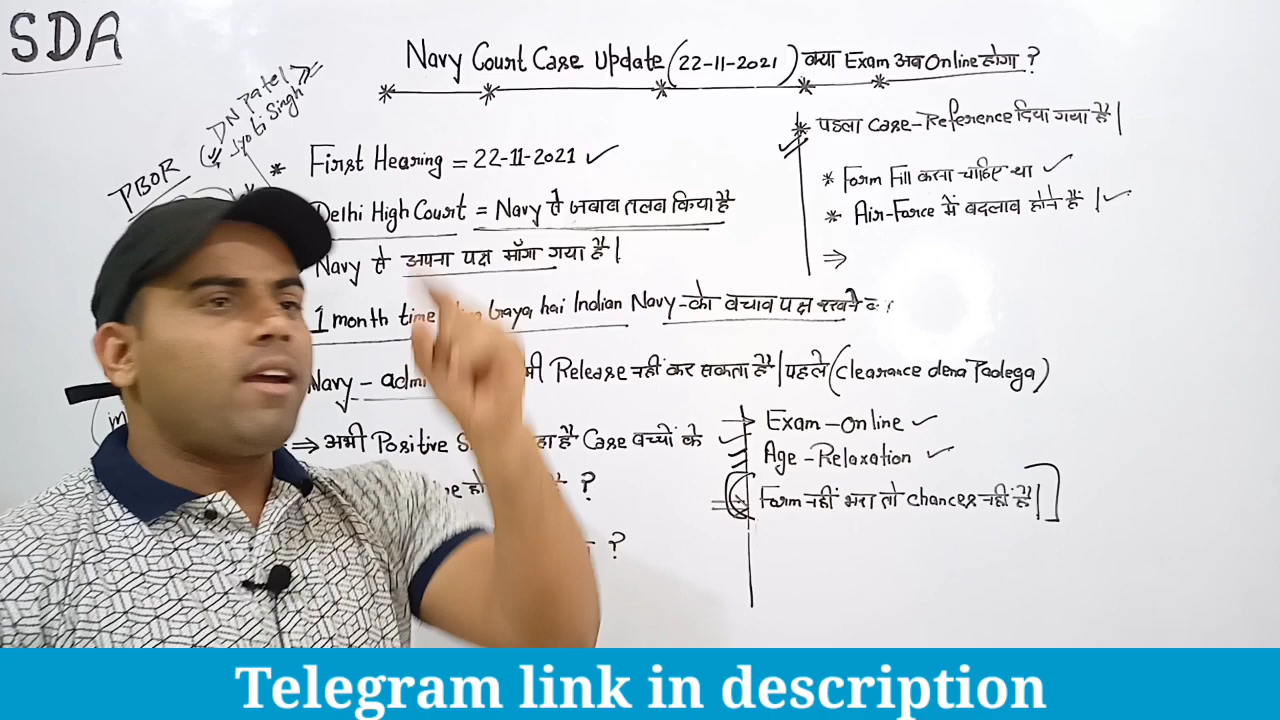 SDA
Navy Court Case Update (22-11-2021) क्या Exam अब Online होगा ?
DN Patel
Jyoti Singh
PBOR
* First Hearing = 22-11-2021 ✓
Delhi High Court = Navy से जवाब तलब किया है
Navy से अपना पक्ष माँगा गया है |
1 month time gaya hai Indian Navy-को बचाव पक्ष रखने
Navy - admi Release नहीं कर सकता है | पहले (clearance dena Padega)
⇒ अभी Positive है Case बच्चों के
?
?
* पहला Case-Reference दिया गया है |
* Form Fill करना चाहिए था ✓
* Air-Force में बदलाव होने हैं | ✓
⇒
Exam-Online ✓
Age-Relaxation ✓
Form नहीं भरा तो chances नहीं है |
Telegram link in description